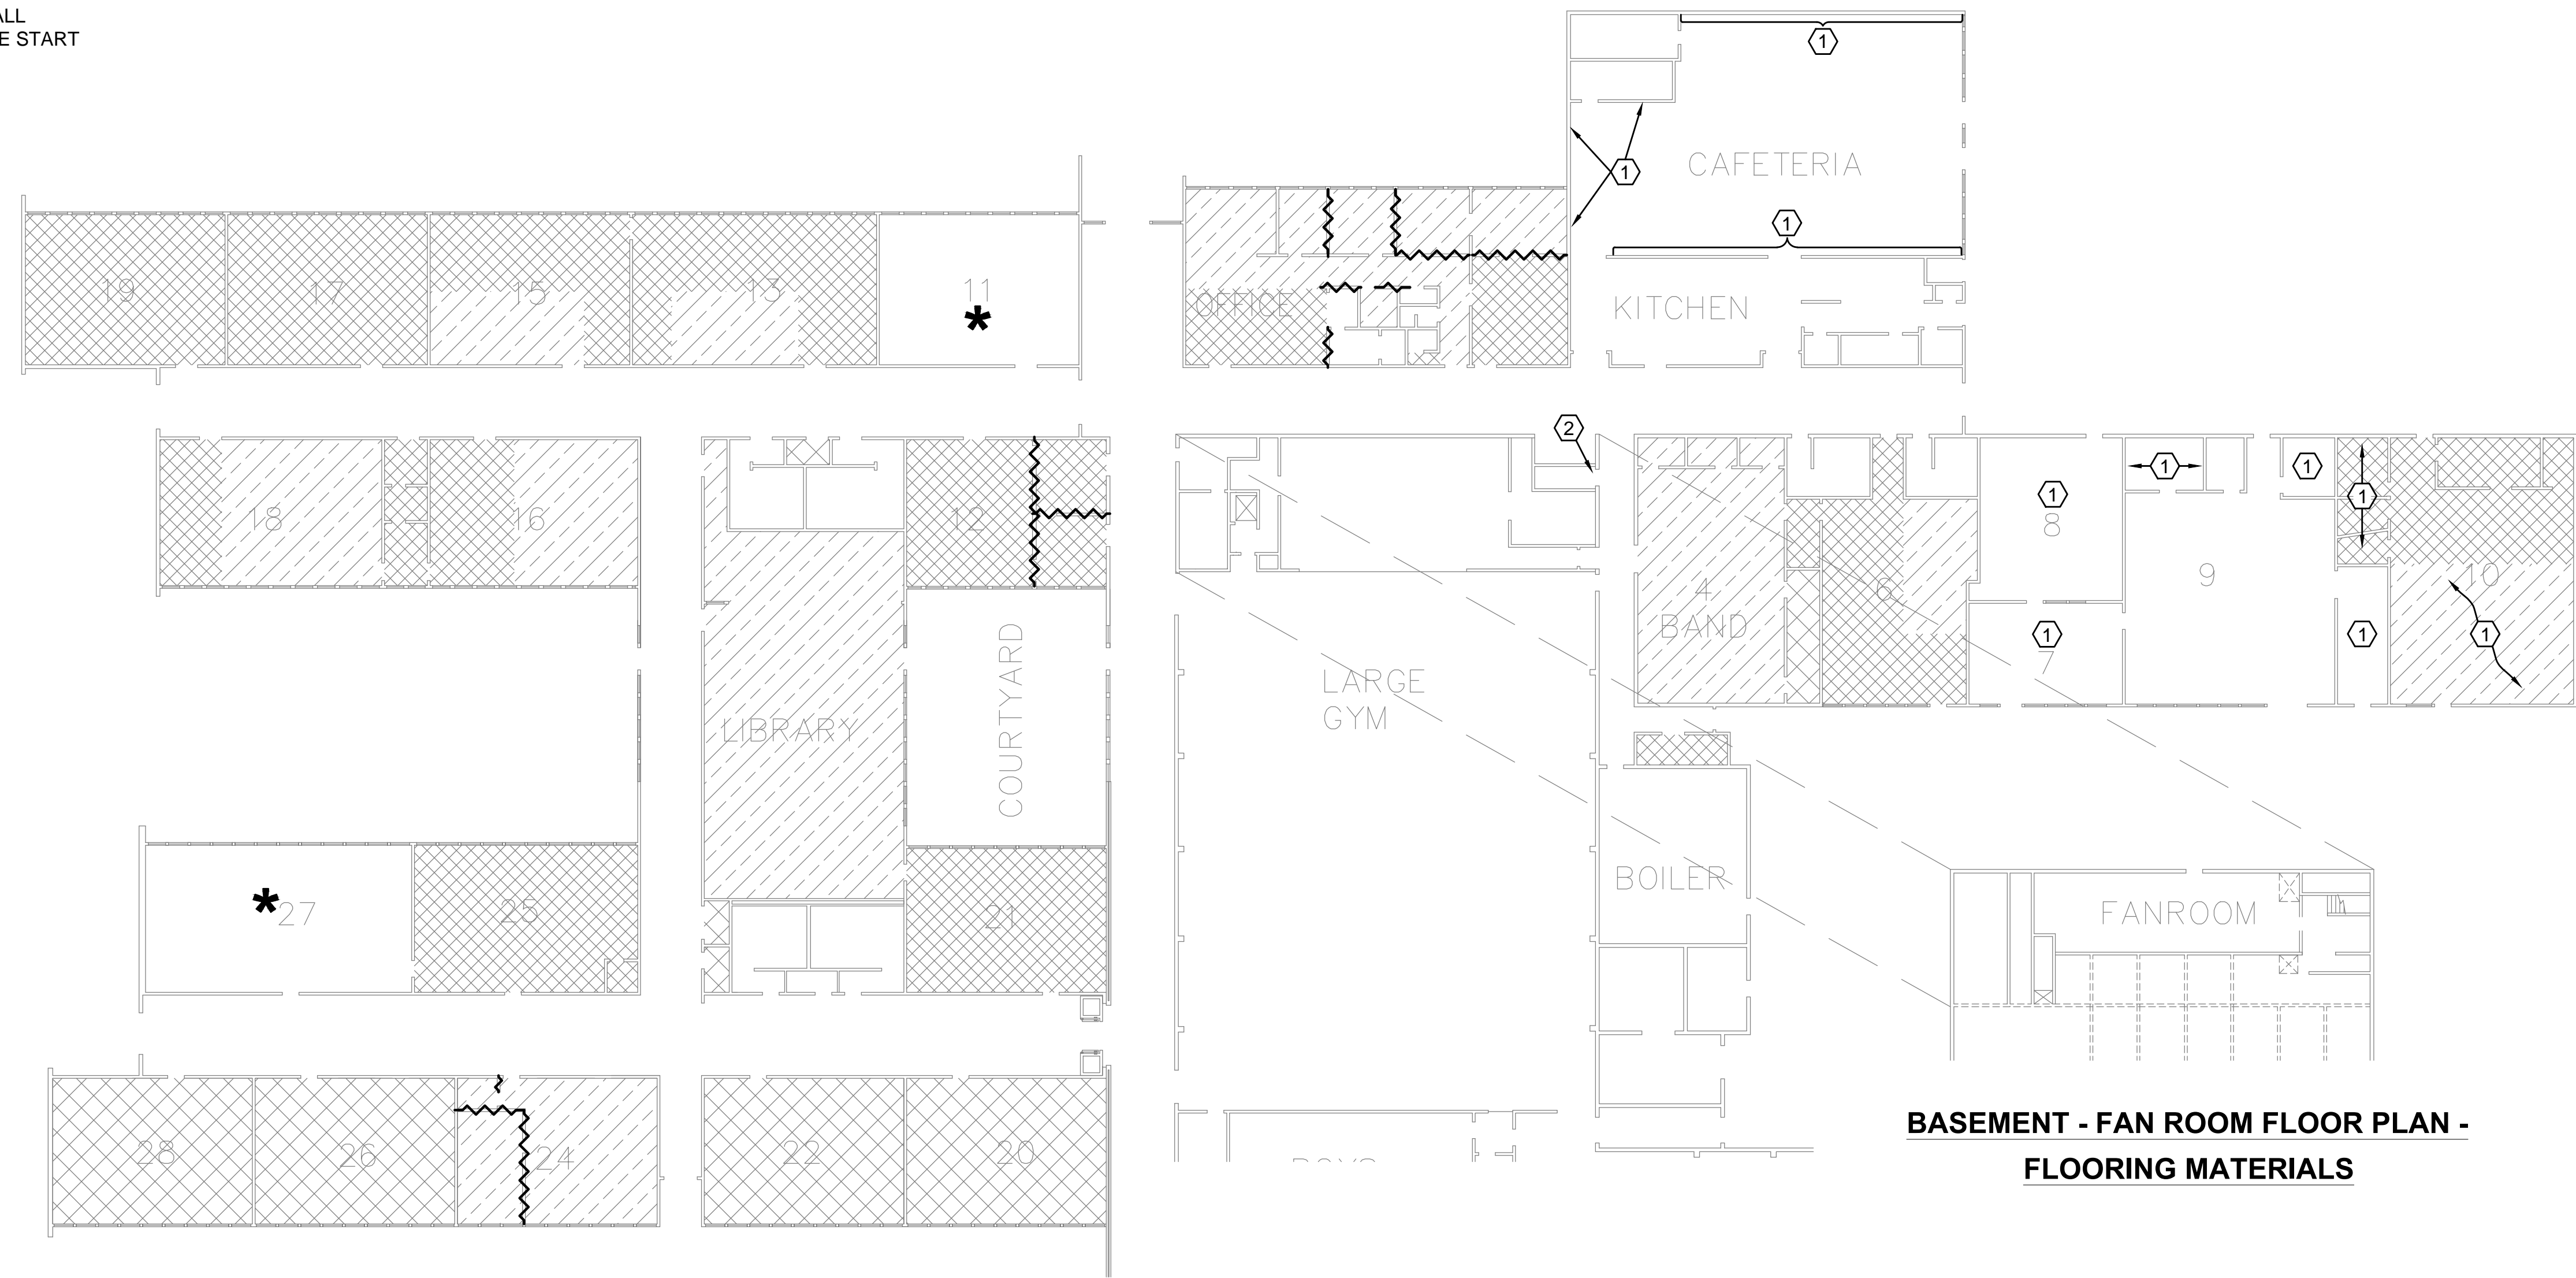 ALL
E START
1
1
CAFETERIA
1
19
17
15
13
11
*
OFFICE
KITCHEN
2
1
1
1
1
18
16
12
8
4
BAND
6
9
10
1
7
1
1
LARGE
GYM
LIBRARY
COURTYARD
BOILER
*
27
25
21
FANROOM
28
26
24
22
20
BASEMENT - FAN ROOM FLOOR PLAN -
FLOORING MATERIALS